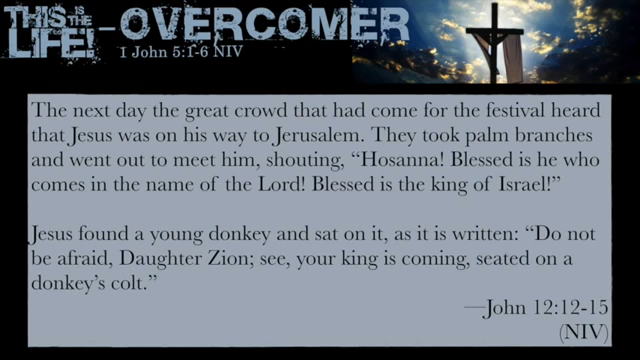 THIS IS THE LIFE! – OVERCOMER
1 John 5:1-6 NIV
The next day the great crowd that had come for the festival heard
that Jesus was on his way to Jerusalem. They took palm branches
and went out to meet him, shouting, “Hosanna! Blessed is he who
comes in the name of the Lord! Blessed is the king of Israel!”
Jesus found a young donkey and sat on it, as it is written: “Do not
be afraid, Daughter Zion; see, your king is coming, seated on a
donkey’s colt.”
—John 12:12-15
(NIV)